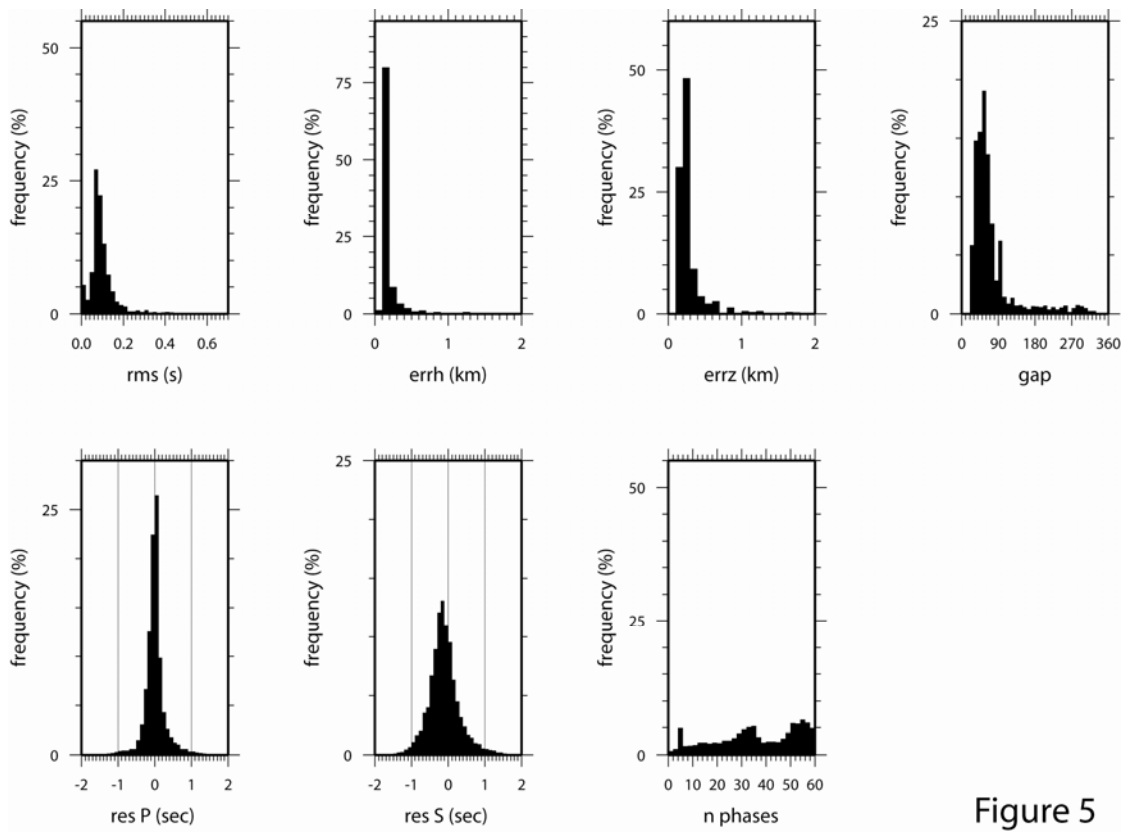 50
25
0
frequency (%)
0.0 0.2 0.4 0.6
rms (s)
75
50
25
0
frequency (%)
0 1 2
errh (km)
50
25
0
frequency (%)
0 1 2
errz (km)
25
0
frequency (%)
0 90 180 270 360
gap
25
0
frequency (%)
-2 -1 0 1 2
res P (sec)
25
0
frequency (%)
-2 -1 0 1 2
res S (sec)
50
25
0
frequency (%)
0 10 20 30 40 50 60
n phases
Figure 5